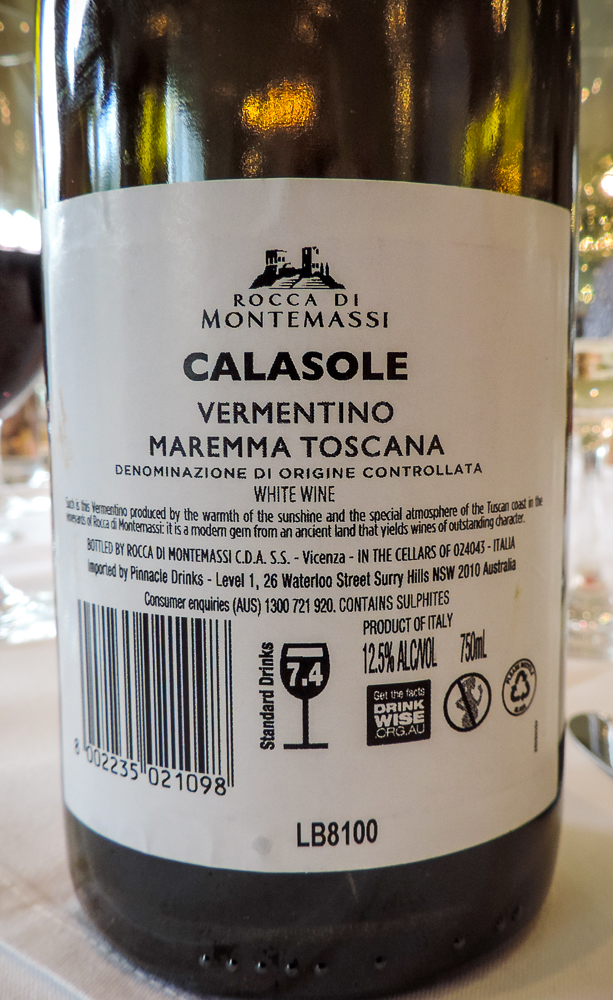 ROCCA DI
MONTEMASSI
CALASOLE
VERMENTINO
MAREMMA TOSCANA
DENOMINAZIONE DI ORIGINE CONTROLLATA
WHITE WINE
Such is this Vermentino produced by the warmth of the sunshine and the special atmosphere of the Tuscan coast in the
vineyards of Rocca di Montemassi: it is a modern gem from an ancient land that yields wines of outstanding character.
BOTTLED BY ROCCA DI MONTEMASSI C.D.A. S.S. - Vicenza - IN THE CELLARS OF 024043 - ITALIA
Imported by Pinnacle Drinks - Level 1, 26 Waterloo Street Surry Hills NSW 2010 Australia
Consumer enquiries (AUS) 1300 721 920. CONTAINS SULPHITES
PRODUCT OF ITALY
12.5% ALC/VOL 750mL
Standard Drinks
7.4
Get the facts
DRINK
WISE
.ORG.AU
PLEASE RECYCLE
8 002235 021098
LB8100